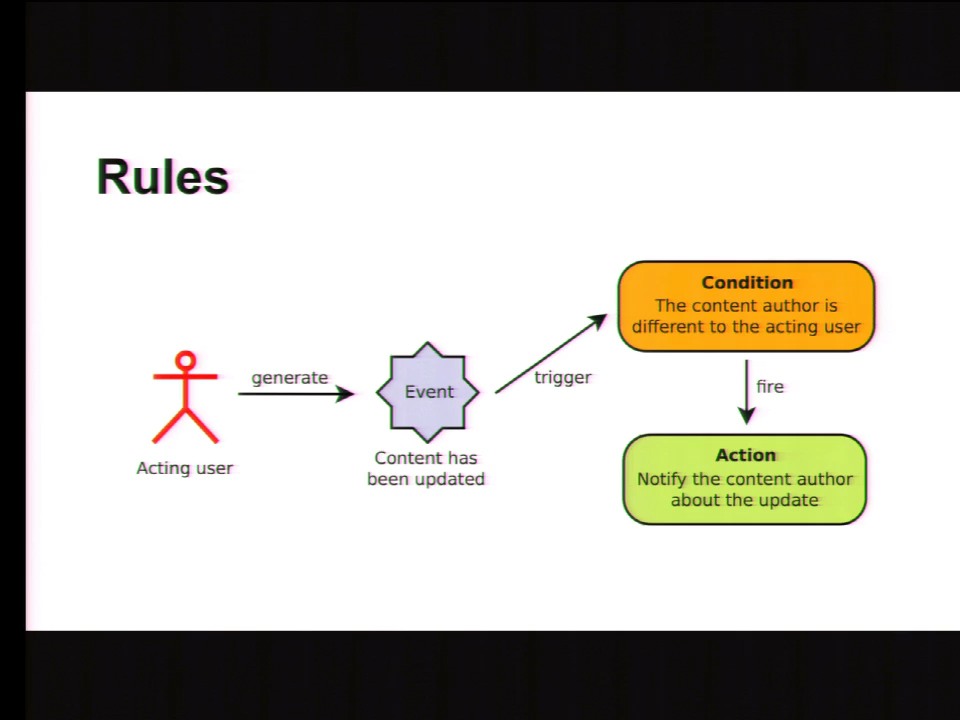 Rules
Condition
The content author is
different to the acting user
generate
trigger
Event
fire
Acting user
Content has
been updated
Action
Notify the content author
about the update